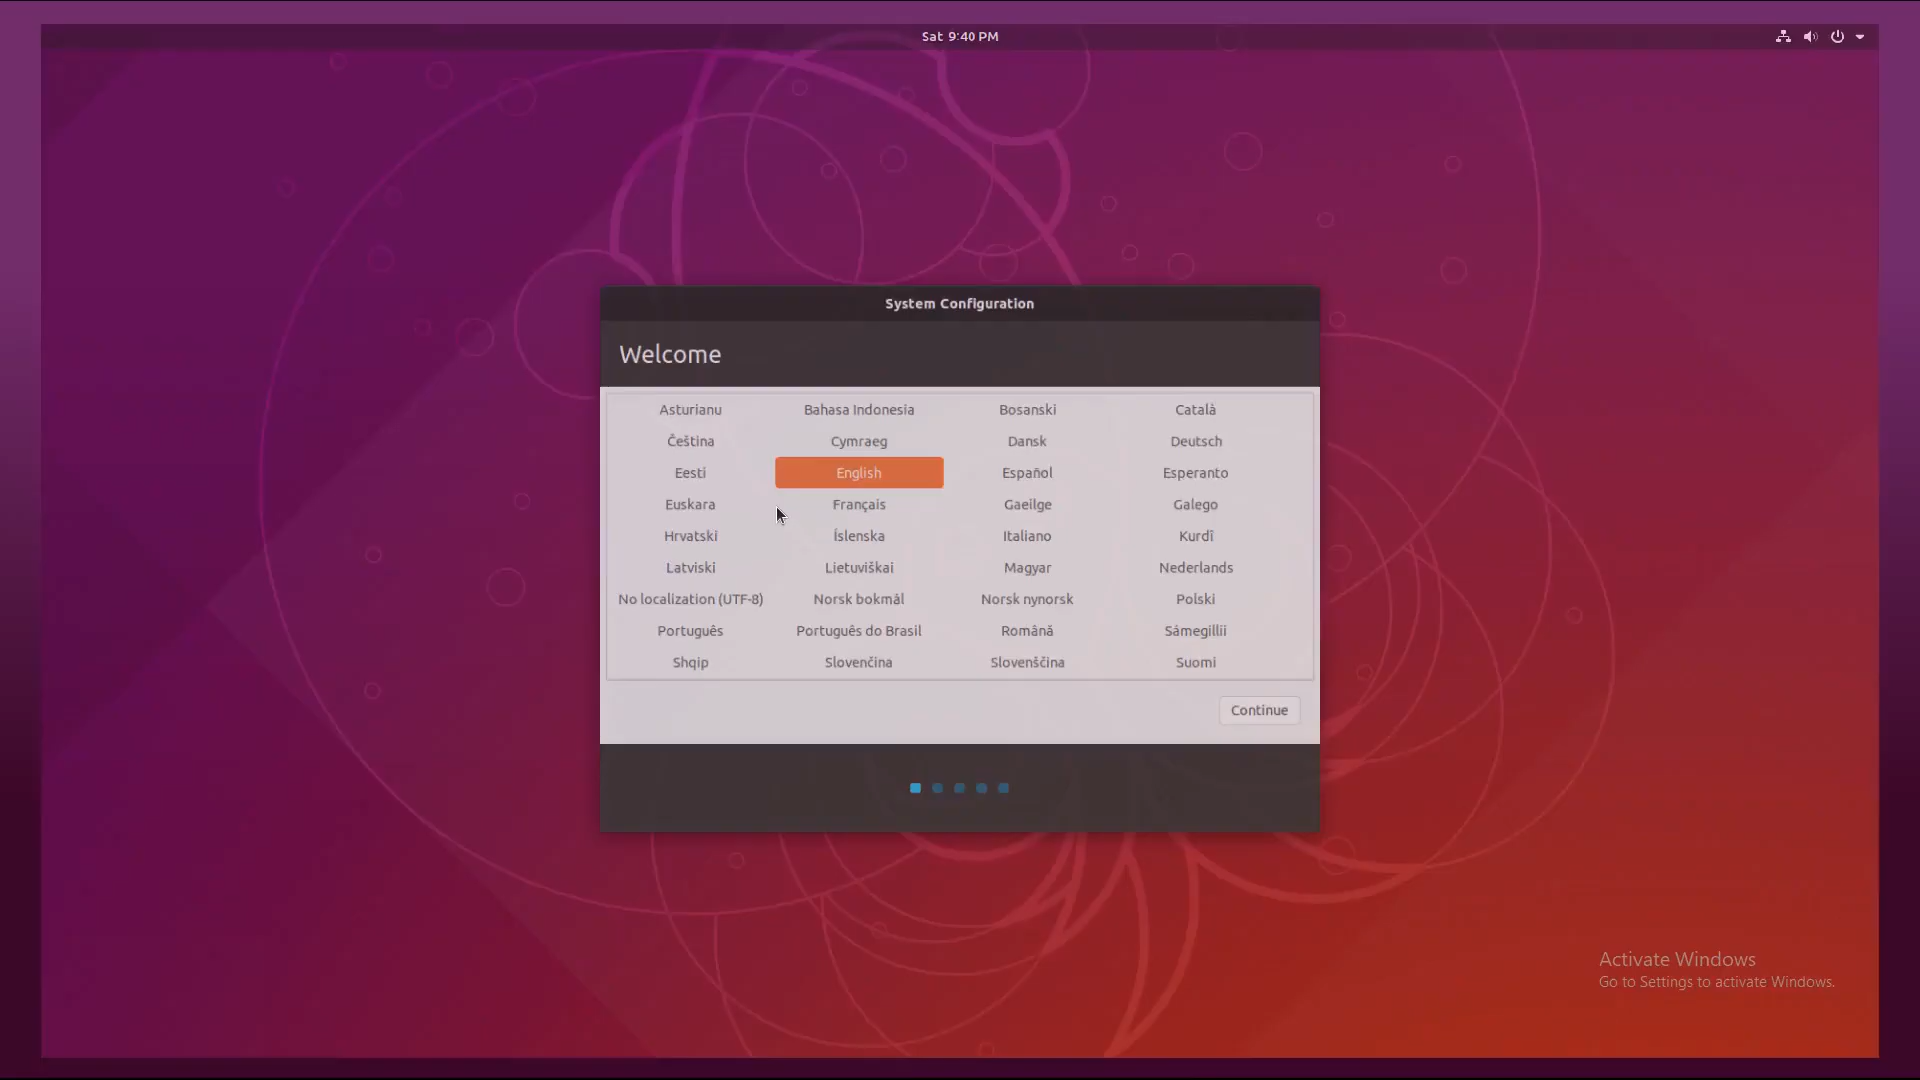 Sat 9:40 PM
System Configuration
Welcome
Asturianu Bahasa Indonesia Bosanski Català
Čeština Cymraeg Dansk Deutsch
Eesti English Español Esperanto
Euskara Français Gaeilge Galego
Hrvatski Íslenska Italiano Kurdî
Latviski Lietuviškai Magyar Nederlands
No localization (UTF-8) Norsk bokmål Norsk nynorsk Polski
Português Português do Brasil Română Sámegillii
Shqip Slovenčina Slovenščina Suomi
Continue
Activate Windows
Go to Settings to activate Windows.